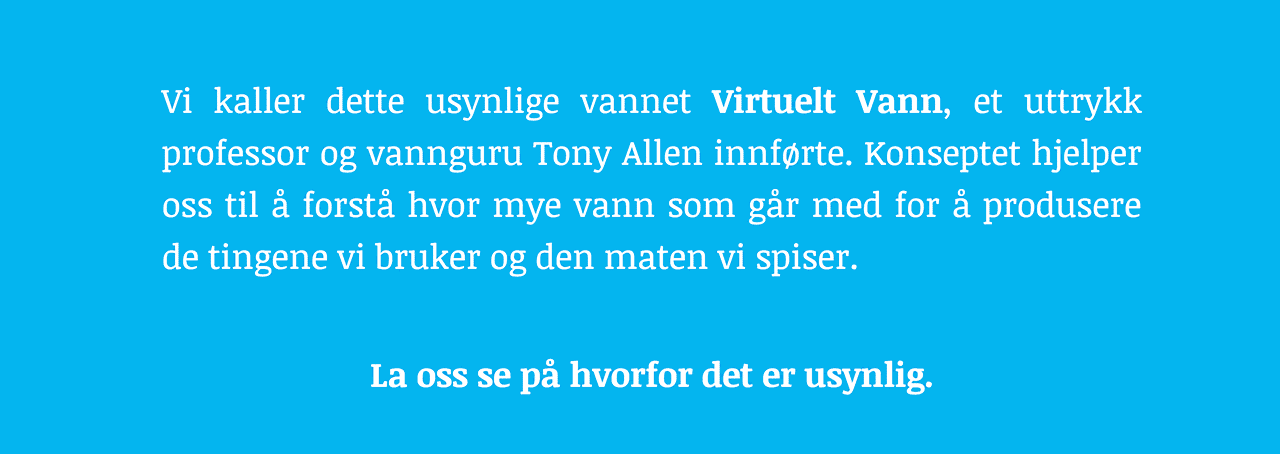 Vi kaller dette usynlige vannet Virtuelt Vann, et uttrykk
professor og vannguru Tony Allen innførte. Konseptet hjelper
oss til å forstå hvor mye vann som går med for å produsere
de tingene vi bruker og den maten vi spiser.
La oss se på hvorfor det er usynlig.